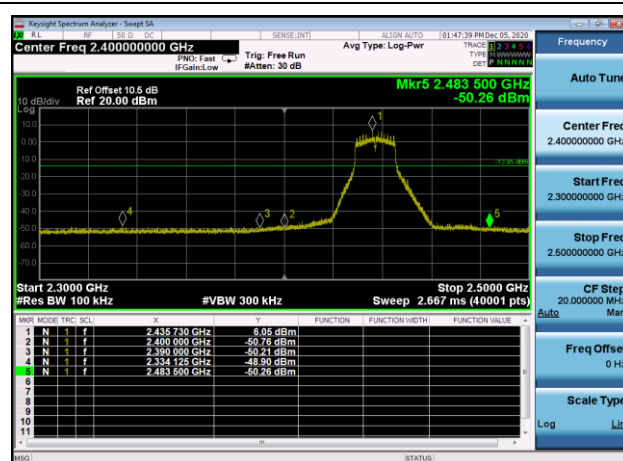 Keysight Spectrum Analyzer - Swept SA
RL RF 50 Ω DC SENSE:INT ALIGN AUTO 01:47:39 PM Dec 05, 2020
Center Freq 2.400000000 GHz PNO: Fast IFGain:Low Trig: Free Run #Atten: 30 dB Avg Type: Log-Pwr TRACE 1 2 3 4 5 6 TYPE M WWWWW DET P N N N N N
Frequency
Mkr5 2.483 500 GHz
-50.26 dBm
Ref Offset 10.5 dB
10 dB/div Ref 20.00 dBm
Log
10.0
0.00
-10.0
-20.0
-30.0
-40.0
-50.0
-60.0
-70.0
1
-13.95 dBm
4
3
2
5
Start 2.3000 GHz Stop 2.5000 GHz
#Res BW 100 kHz #VBW 300 kHz Sweep 2.667 ms (40001 pts)
MKR MODE TRC SCL X Y FUNCTION FUNCTION WIDTH FUNCTION VALUE
1 N 1 f 2.435 730 GHz 6.05 dBm
2 N 1 f 2.400 000 GHz -50.76 dBm
3 N 1 f 2.390 000 GHz -50.21 dBm
4 N 1 f 2.334 125 GHz -48.90 dBm
5 N 1 f 2.483 500 GHz -50.26 dBm
6
7
8
9
10
11
MSG STATUS
Auto Tune
Center Freq
2.400000000 GHz
Start Freq
2.300000000 GHz
Stop Freq
2.500000000 GHz
CF Step
20.000000 MHz
Auto Man
Freq Offset
0 Hz
Scale Type
Log Lin